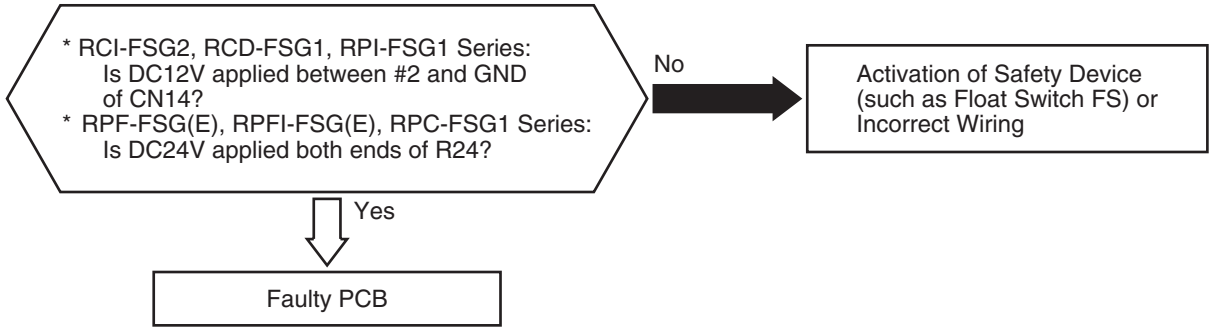 * RCI-FSG2, RCD-FSG1, RPI-FSG1 Series:
Is DC12V applied between #2 and GND
of CN14?
* RPF-FSG(E), RPFI-FSG(E), RPC-FSG1 Series:
Is DC24V applied both ends of R24?
No
Activation of Safety Device
(such as Float Switch FS) or
Incorrect Wiring
Yes
Faulty PCB